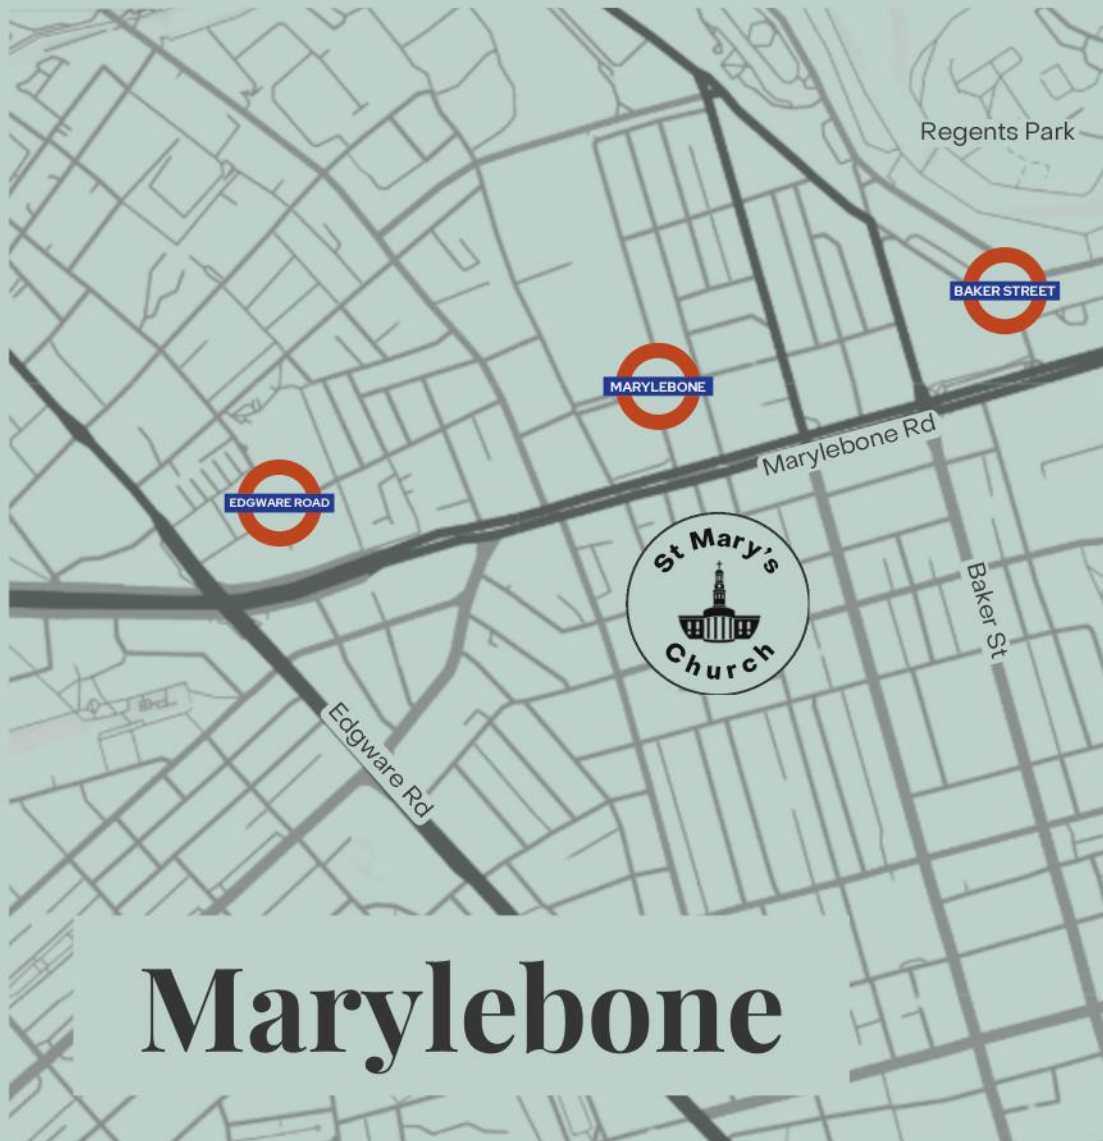 Regents Park
BAKER STREET
MARYLEBONE
Marylebone Rd
EDGWARE ROAD
St Mary's
Church
Baker St
Edgware Rd
Marylebone